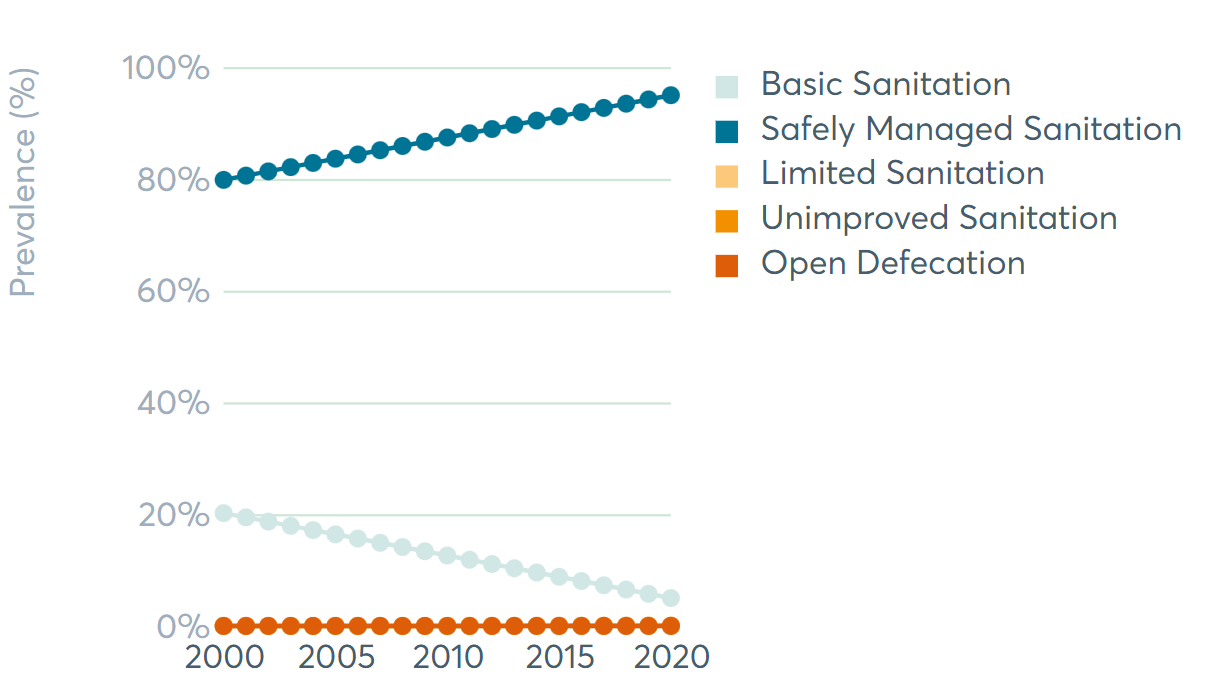 Prevalence (%)
100%
80%
60%
40%
20%
0%
2000 2005 2010 2015 2020
Basic Sanitation
Safely Managed Sanitation
Limited Sanitation
Unimproved Sanitation
Open Defecation